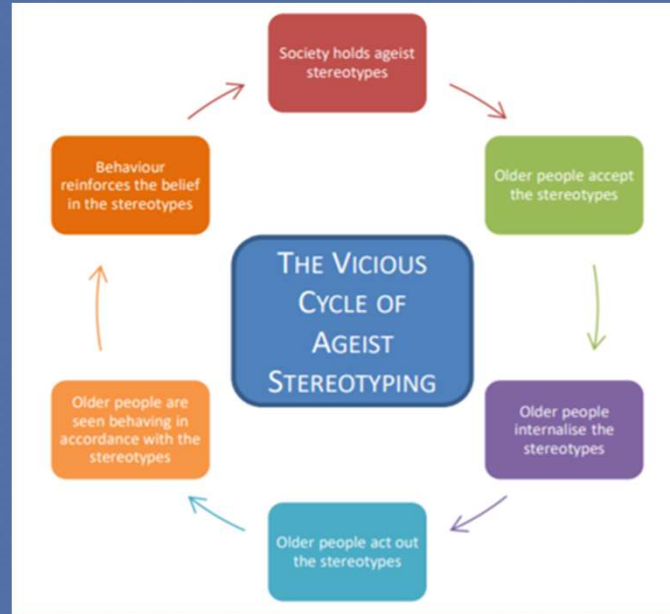 Society holds ageist
stereotypes
Older people accept
the stereotypes
Older people
internalise the
stereotypes
Older people act out
the stereotypes
Older people are
seen behaving in
accordance with the
stereotypes
Behaviour
reinforces the belief
in the stereotypes
THE VICIOUS
CYCLE OF
AGEIST
STEREOTYPING